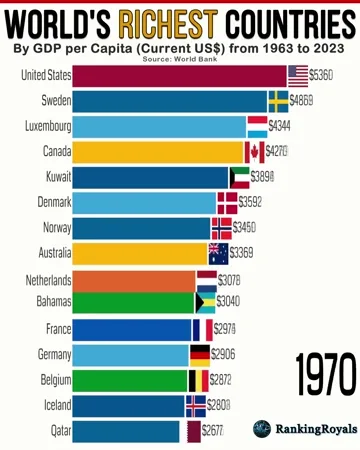 WORLD'S RICHEST COUNTRIES
By GDP per Capita (Current US$) from 1963 to 2023
Source: World Bank
United States $5360
Sweden
Luxembourg $4344
Canada
Kuwait
Denmark $3592
Norway
Australia $3369
Netherlands
Bahamas $3040
France
Germany $2906
Belgium $2872
Iceland
Qatar
1970
RankingRoyals